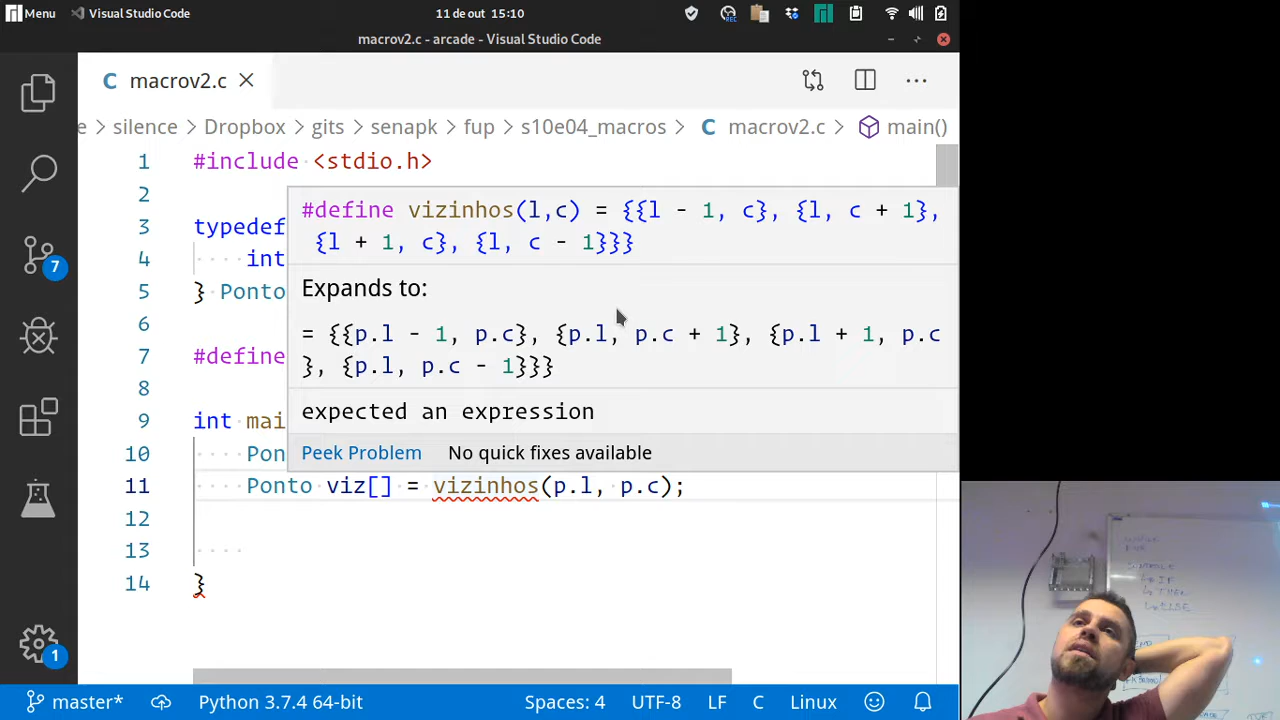 Menu Visual Studio Code 11 de out 15:10
macrov2.c - arcade - Visual Studio Code
C macrov2.c
e > silence > Dropbox > gits > senapk > fup > s10e04_macros > C macrov2.c > main()
1 #include <stdio.h>
2
#define vizinhos(l,c) = {{l - 1, c}, {l, c + 1},
3 typedef
{l + 1, c}, {l, c - 1}}}
4 int
Expands to:
5 } Ponto
6
= {{p.l - 1, p.c}, {p.l, p.c + 1}, {p.l + 1, p.c
7 #define
}, {p.l, p.c - 1}}}
8
expected an expression
9 int mai
10 Pon
Peek Problem No quick fixes available
11 Ponto viz[] = vizinhos(p.l, p.c);
12
13
14 }
7
1
master* Python 3.7.4 64-bit Spaces: 4 UTF-8 LF C Linux